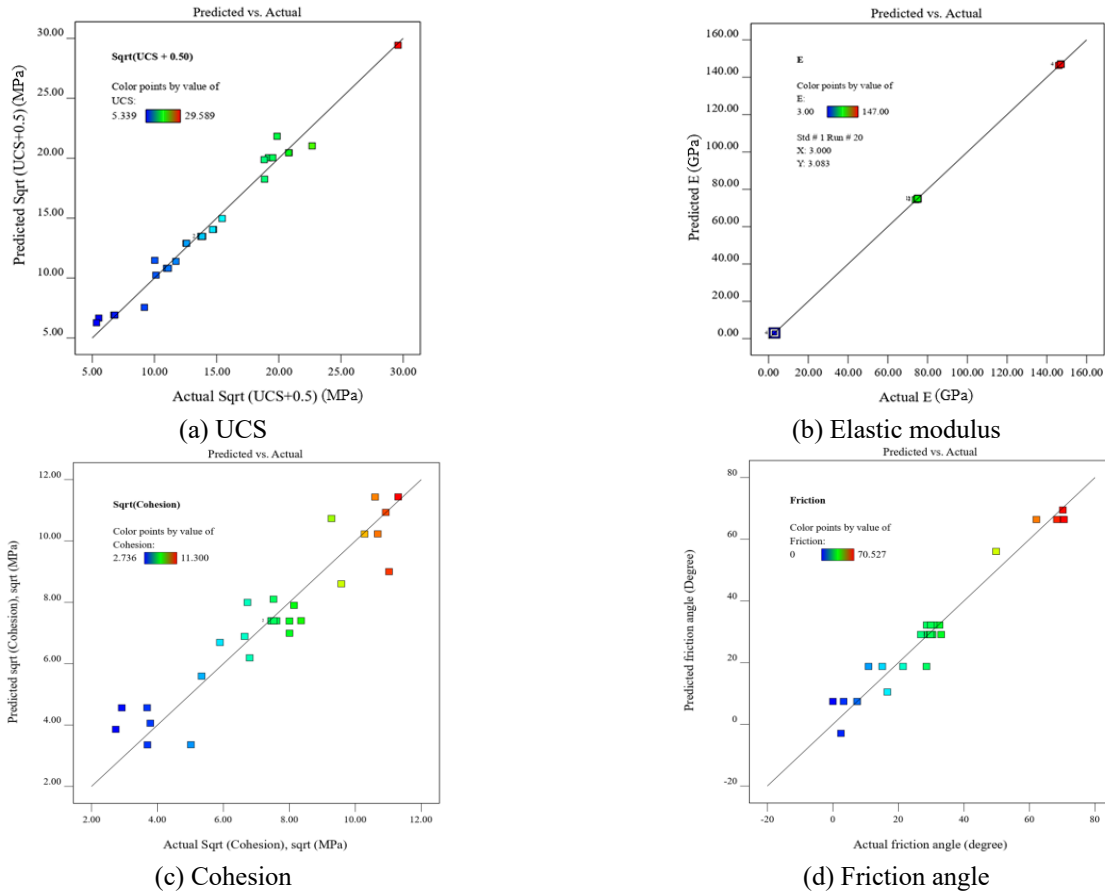 Predicted vs. Actual
30.00
25.00
20.00
15.00
10.00
5.00
Predicted Sqrt (UCS+0.5) (MPa)
Sqrt(UCS + 0.50)
Color points by value of
UCS:
5.339 29.589
5.00 10.00 15.00 20.00 25.00 30.00
Actual Sqrt (UCS+0.5) (MPa)
(a) UCS
Predicted vs. Actual
160.00
140.00
120.00
100.00
80.00
60.00
40.00
20.00
0.00
Predicted E (GPa)
E
Color points by value of
E:
3.00 147.00
Std # 1 Run # 20
X: 3.000
Y: 3.083
0.00 20.00 40.00 60.00 80.00 100.00 120.00 140.00 160.00
Actual E (GPa)
(b) Elastic modulus
Predicted vs. Actual
12.00
10.00
8.00
6.00
4.00
2.00
Predicted sqrt (Cohesion), sqrt (MPa)
Sqrt(Cohesion)
Color points by value of
Cohesion:
2.736 11.300
2.00 4.00 6.00 8.00 10.00 12.00
Actual Sqrt (Cohesion), sqrt (MPa)
(c) Cohesion
Predicted vs. Actual
80
60
40
20
0
-20
Predicted friction angle (Degree)
Friction
Color points by value of
Friction:
0 70.527
-20 0 20 40 60 80
Actual friction angle (degree)
(d) Friction angle